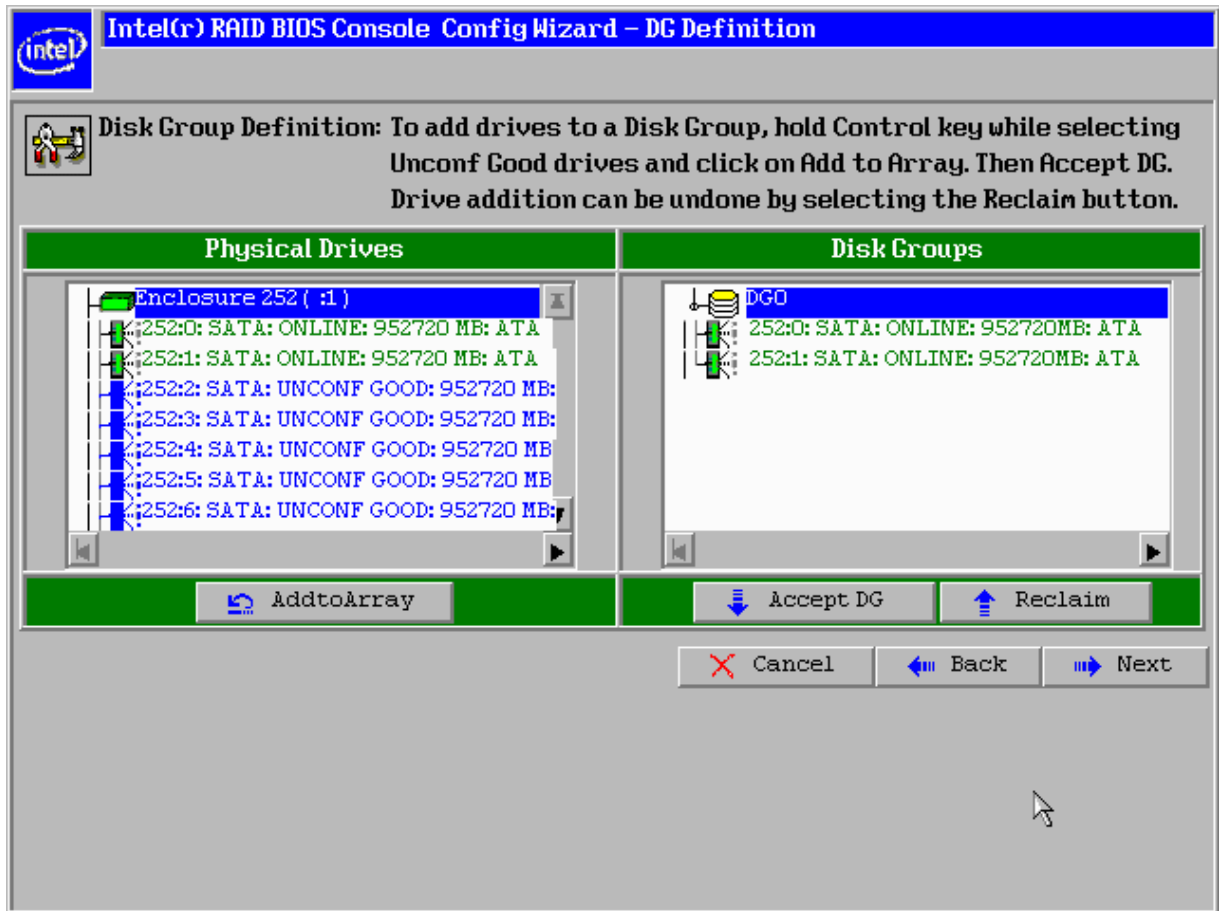 intel
Intel(r) RAID BIOS Console Config Wizard – DG Definition
Disk Group Definition: To add drives to a Disk Group, hold Control key while selecting
Unconf Good drives and click on Add to Array. Then Accept DG.
Drive addition can be undone by selecting the Reclaim button.
Physical Drives
Enclosure 252 ( :1 )
252:0: SATA: ONLINE: 952720 MB: ATA
252:1: SATA: ONLINE: 952720 MB: ATA
252:2: SATA: UNCONF GOOD: 952720 MB:
252:3: SATA: UNCONF GOOD: 952720 MB:
252:4: SATA: UNCONF GOOD: 952720 MB
252:5: SATA: UNCONF GOOD: 952720 MB
252:6: SATA: UNCONF GOOD: 952720 MB:
AddtoArray
Disk Groups
DG0
252:0: SATA: ONLINE: 952720MB: ATA
252:1: SATA: ONLINE: 952720MB: ATA
Accept DG
Reclaim
Cancel
Back
Next